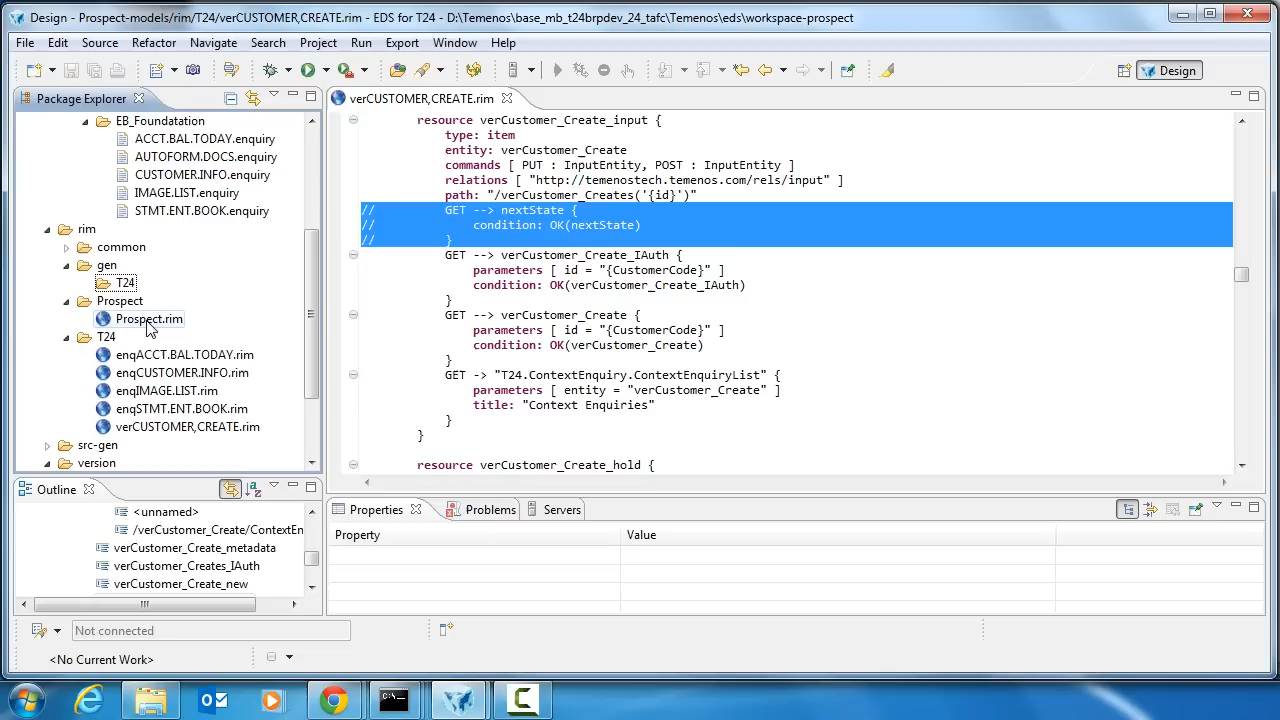 Design - Prospect-models/rim/T24/verCUSTOMER,CREATE.rim - EDS for T24 - D:\Temenos\base_mb_t24brpdev_24_tafc\Temenos\eds\workspace-prospect
File Edit Source Refactor Navigate Search Project Run Export Window Help
Design
Package Explorer
EB_Foundatation
ACCT.BAL.TODAY.enquiry
AUTOFORM.DOCS.enquiry
CUSTOMER.INFO.enquiry
IMAGE.LIST.enquiry
STMT.ENT.BOOK.enquiry
rim
common
gen
T24
Prospect
Prospect.rim
T24
enqACCT.BAL.TODAY.rim
enqCUSTOMER.INFO.rim
enqIMAGE.LIST.rim
enqSTMT.ENT.BOOK.rim
verCUSTOMER,CREATE.rim
src-gen
version
verCUSTOMER,CREATE.rim
resource verCustomer_Create_input {
type: item
entity: verCustomer_Create
commands [ PUT : InputEntity, POST : InputEntity ]
relations [ "http://temenostech.temenos.com/rels/input" ]
path: "/verCustomer_Creates('{id}')"
// GET --> nextState {
// condition: OK(nextState)
// }
GET --> verCustomer_Create_IAuth {
parameters [ id = "{CustomerCode}" ]
condition: OK(verCustomer_Create_IAuth)
}
GET --> verCustomer_Create {
parameters [ id = "{CustomerCode}" ]
condition: OK(verCustomer_Create)
}
GET -> "T24.ContextEnquiry.ContextEnquiryList" {
parameters [ entity = "verCustomer_Create" ]
title: "Context Enquiries"
}
}
resource verCustomer_Create_hold {
Outline
<unnamed>
/verCustomer_Create/ContextEn
verCustomer_Create_metadata
verCustomer_Creates_IAuth
verCustomer_Create_new
Properties Problems Servers
Property Value
Not connected
<No Current Work>